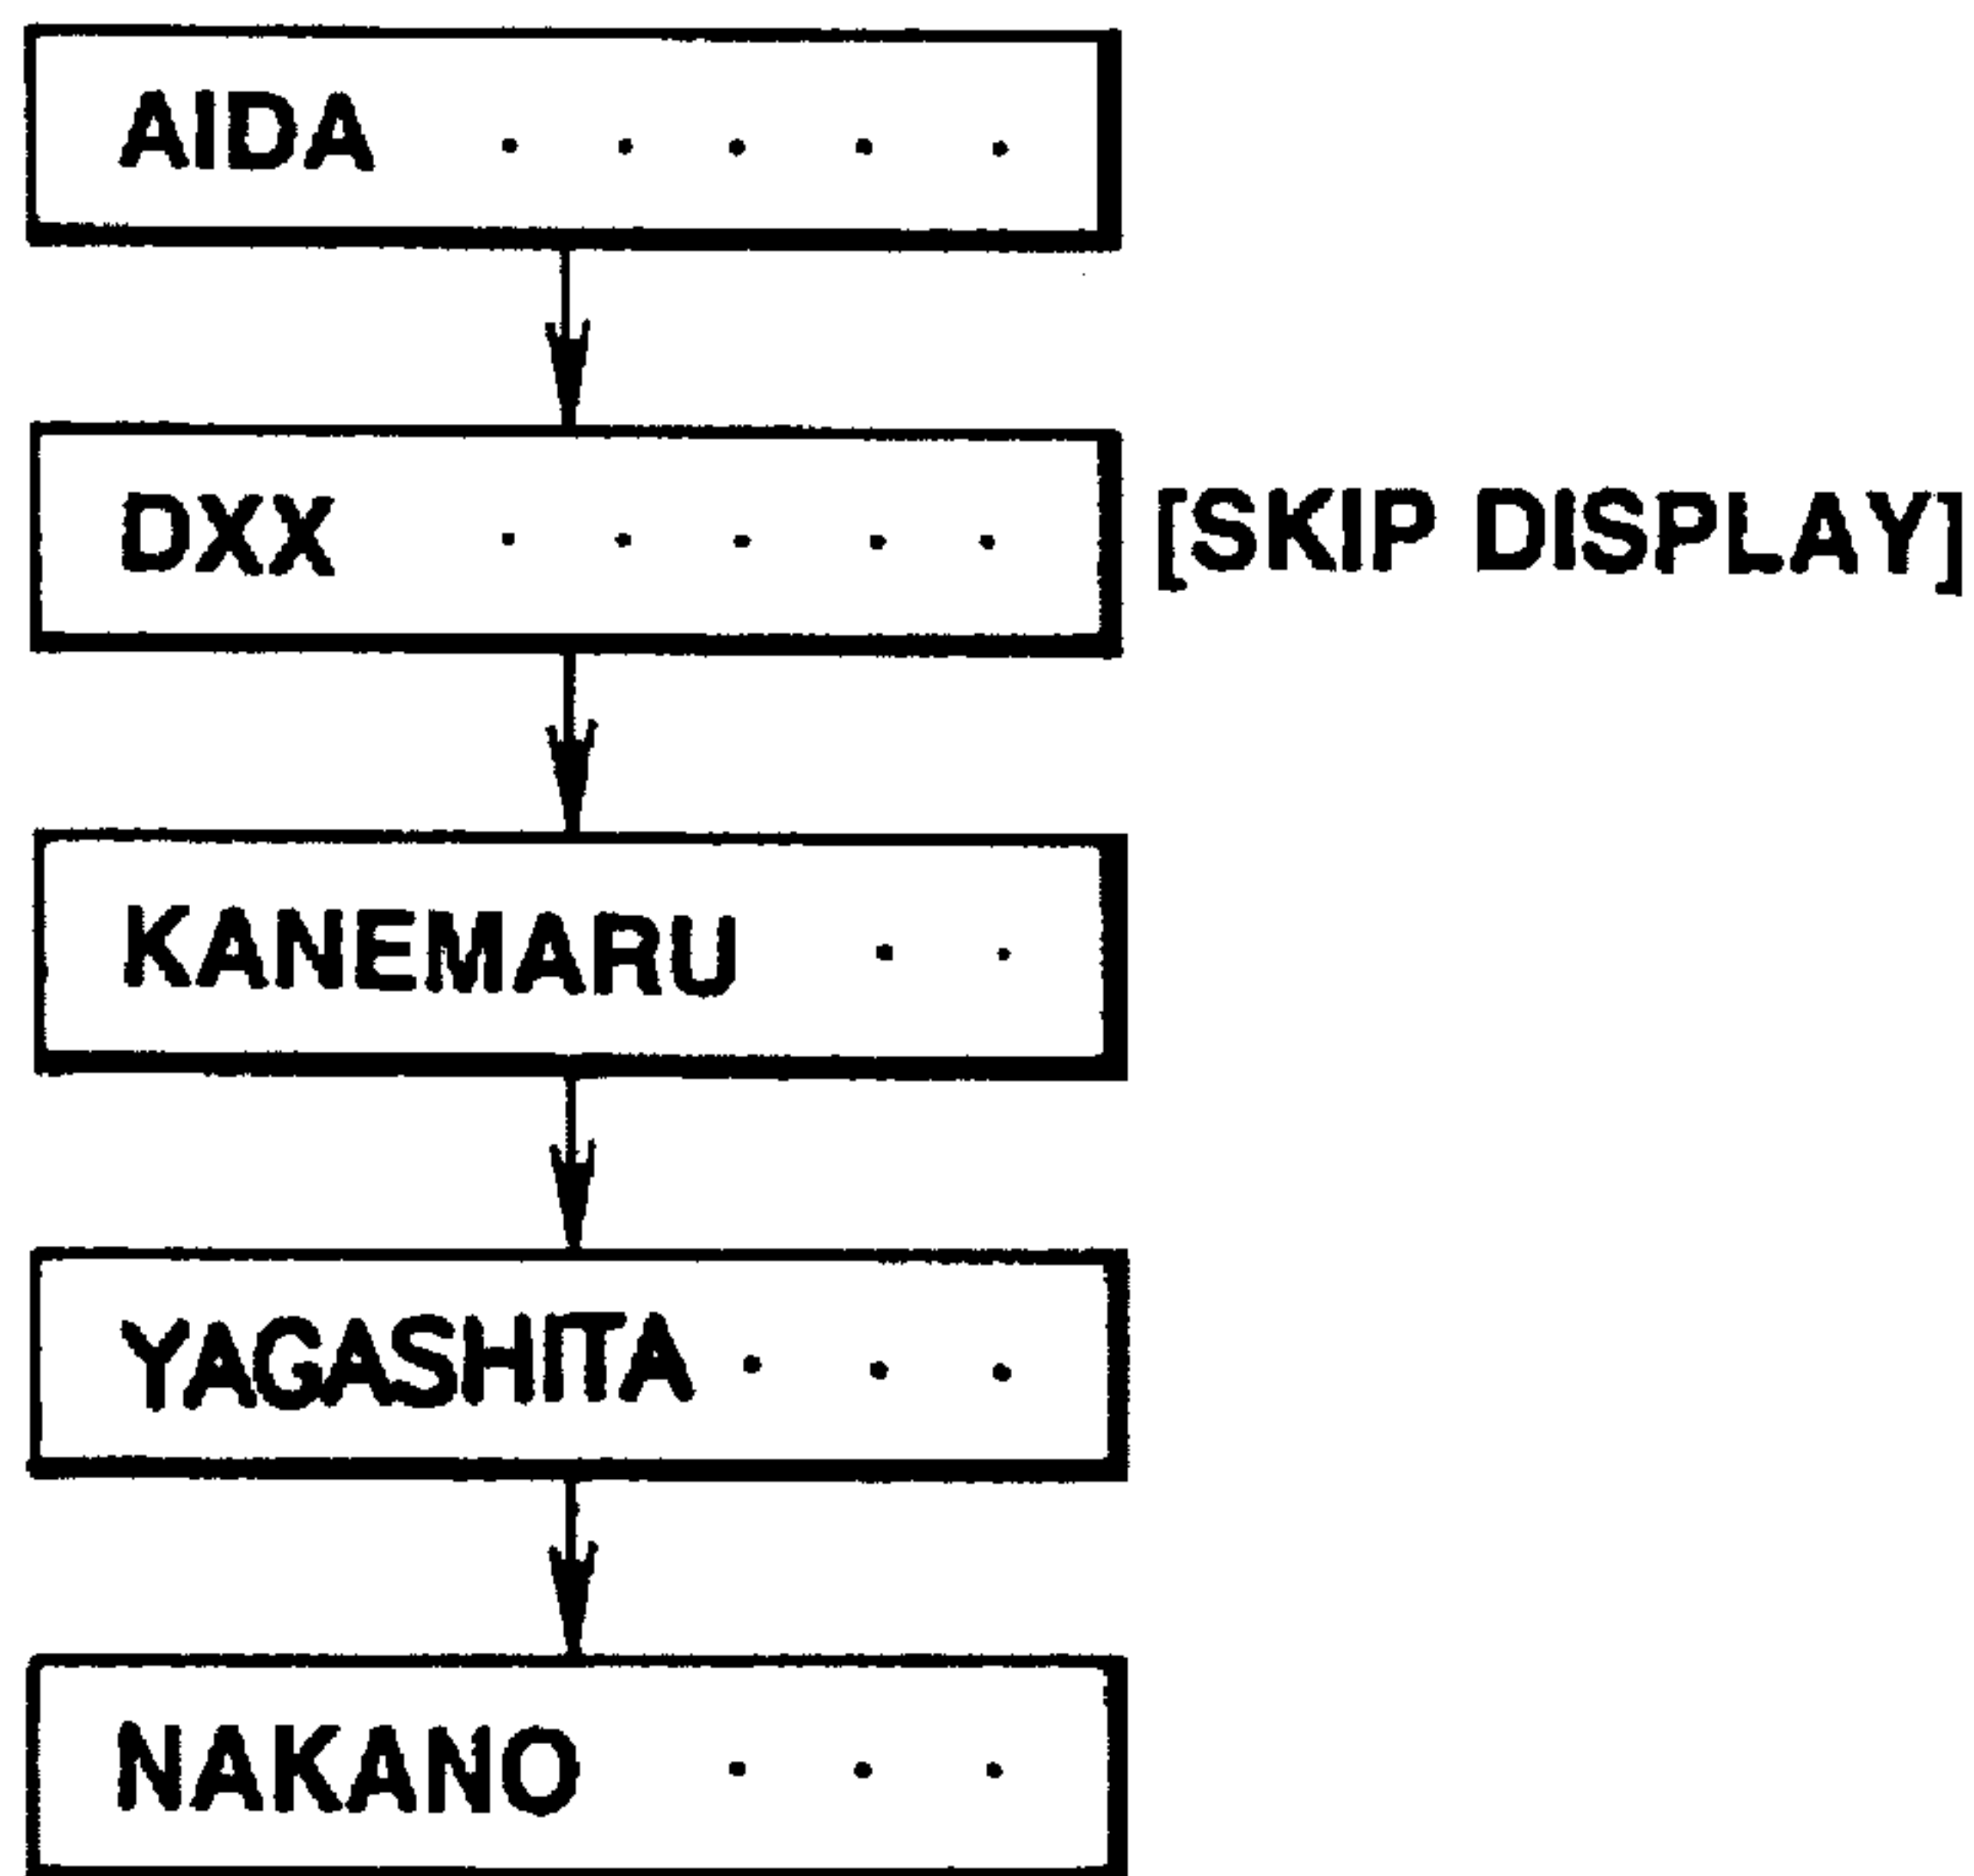 AIDA . . . . .
DXX . . . . . [SKIP DISPLAY]
KANEMARU . .
YAGASHITA . . .
NAKANO . . .